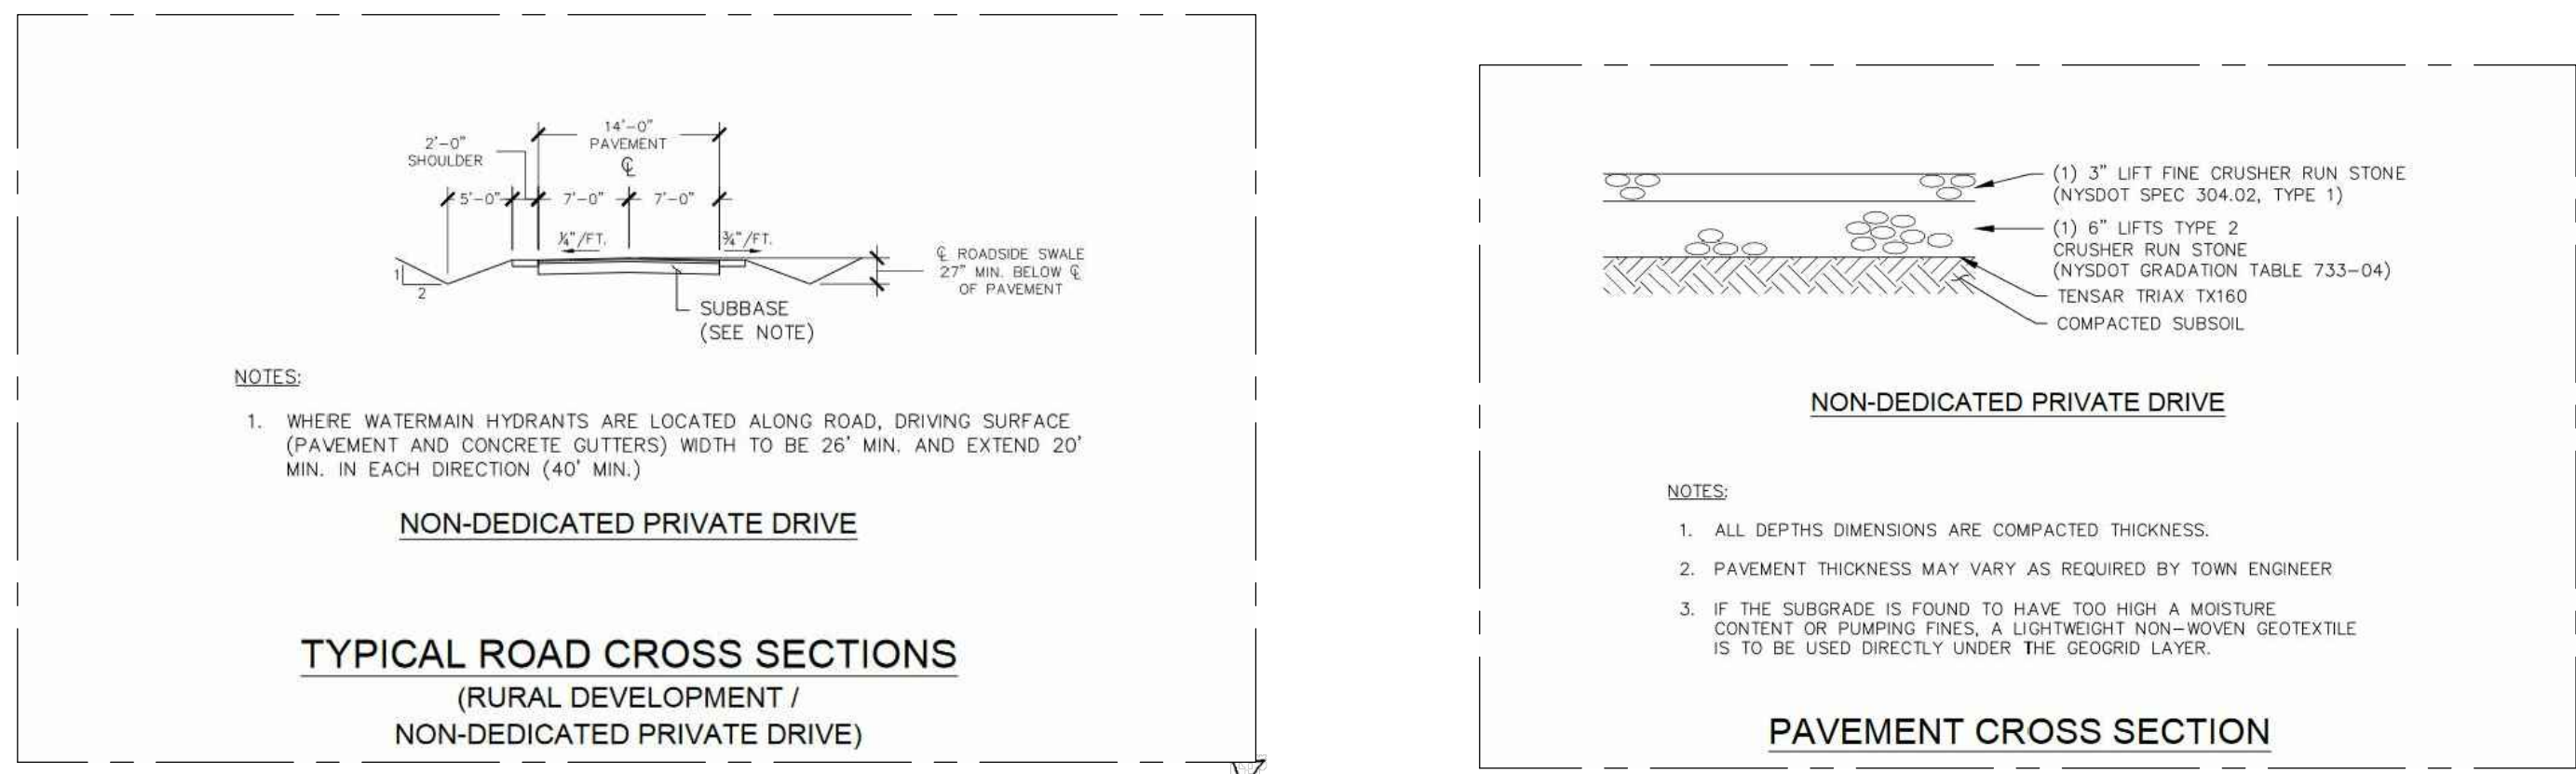 14'-0"
PAVEMENT
℄
2'-0"
SHOULDER
5'-0"
7'-0"
7'-0"
¼"/FT.
¾"/FT.
1
2
℄ ROADSIDE SWALE
27" MIN. BELOW ℄
OF PAVEMENT
SUBBASE
(SEE NOTE)
NOTES:
1. WHERE WATERMAIN HYDRANTS ARE LOCATED ALONG ROAD, DRIVING SURFACE
(PAVEMENT AND CONCRETE GUTTERS) WIDTH TO BE 26' MIN. AND EXTEND 20'
MIN. IN EACH DIRECTION (40' MIN.)
NON-DEDICATED PRIVATE DRIVE
TYPICAL ROAD CROSS SECTIONS
(RURAL DEVELOPMENT /
NON-DEDICATED PRIVATE DRIVE)
(1) 3" LIFT FINE CRUSHER RUN STONE
(NYSDOT SPEC 304.02, TYPE 1)
(1) 6" LIFTS TYPE 2
CRUSHER RUN STONE
(NYSDOT GRADATION TABLE 733-04)
TENSAR TRIAX TX160
COMPACTED SUBSOIL
NON-DEDICATED PRIVATE DRIVE
NOTES:
1. ALL DEPTHS DIMENSIONS ARE COMPACTED THICKNESS.
2. PAVEMENT THICKNESS MAY VARY AS REQUIRED BY TOWN ENGINEER
3. IF THE SUBGRADE IS FOUND TO HAVE TOO HIGH A MOISTURE
CONTENT OR PUMPING FINES, A LIGHTWEIGHT NON-WOVEN GEOTEXTILE
IS TO BE USED DIRECTLY UNDER THE GEOGRID LAYER.
PAVEMENT CROSS SECTION